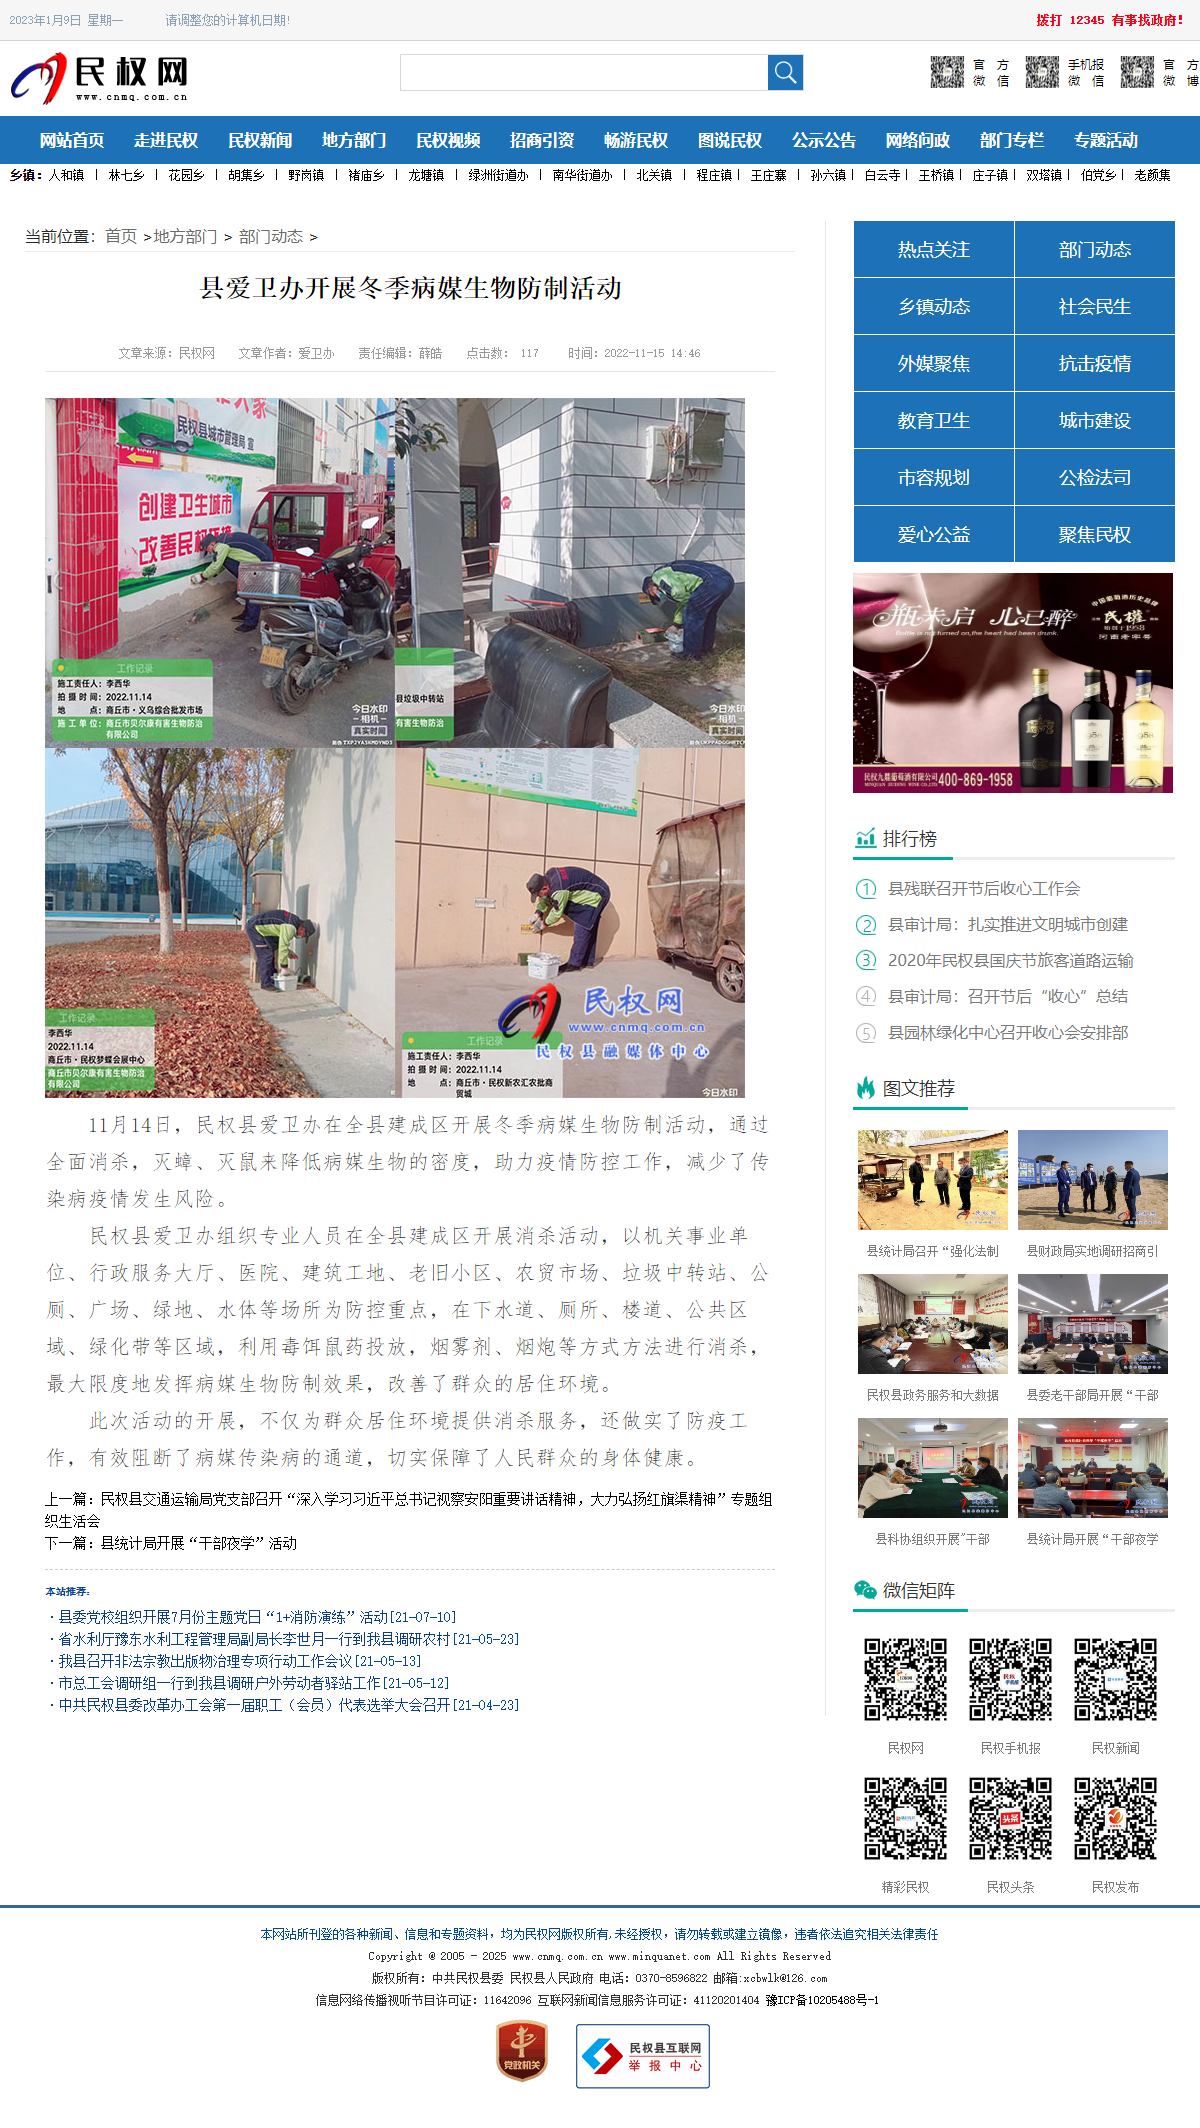 2023年1月9日 星期一 请调整您的计算机日期!
拨打 12345 有事找政府!
民权网
www.cnmq.com.cn
官 方
微 信
手机报
微 信
官 方
微 博
网站首页 走进民权 民权新闻 地方部门 民权视频 招商引资 畅游民权 图说民权 公示公告 网络问政 部门专栏 专题活动
乡镇：人和镇 | 林七乡 | 花园乡 | 胡集乡 | 野岗镇 | 褚庙乡 | 龙塘镇 | 绿洲街道办 | 南华街道办 | 北关镇 | 程庄镇 | 王庄寨 | 孙六镇 | 白云寺 | 王桥镇 | 庄子镇 | 双塔镇 | 伯党乡 | 老颜集
当前位置：首页 >地方部门 > 部门动态 >
县爱卫办开展冬季病媒生物防制活动
文章来源：民权网 文章作者：爱卫办 责任编辑：薛皓 点击数： 117 时间：2022-11-15 14:46
民权县城市管理局 宣
创建卫生城市
工作记录
施工责任人：李西华
拍 摄 时 间：2022.11.14
地 点：商丘市·义乌综合批发市场
施 工 单 位：商丘市贝尔康有害生物防治
有限公司
今日水印
-相机-
真实时间
县垃圾中转站
有害生物防治
今日水印
-相机-
真实时间
工作记录
李西华
2022.11.14
商丘市·民权梦蝶会展中心
商丘市贝尔康有害生物防治
有限公司
工作记录
施工责任人：李西华
拍 摄 时 间：2022.11.14
地 点：商丘市·民权新农汇农批商
贸城
今日水印
民权网
www.cnmq.com.cn
民权县融媒体中心
11月14日，民权县爱卫办在全县建成区开展冬季病媒生物防制活动，通过
全面消杀，灭蟑、灭鼠来降低病媒生物的密度，助力疫情防控工作，减少了传
染病疫情发生风险。
民权县爱卫办组织专业人员在全县建成区开展消杀活动，以机关事业单
位、行政服务大厅、医院、建筑工地、老旧小区、农贸市场、垃圾中转站、公
厕、广场、绿地、水体等场所为防控重点，在下水道、厕所、楼道、公共区
域、绿化带等区域，利用毒饵鼠药投放，烟雾剂、烟炮等方式方法进行消杀，
最大限度地发挥病媒生物防制效果，改善了群众的居住环境。
此次活动的开展，不仅为群众居住环境提供消杀服务，还做实了防疫工
作，有效阻断了病媒传染病的通道，切实保障了人民群众的身体健康。
上一篇：民权县交通运输局党支部召开“深入学习习近平总书记视察安阳重要讲话精神，大力弘扬红旗渠精神”专题组
织生活会
下一篇：县统计局开展“干部夜学”活动
本站推荐：
·县委党校组织开展7月份主题党日“1+消防演练”活动[21-07-10]
·省水利厅豫东水利工程管理局副局长李世月一行到我县调研农村[21-05-23]
·我县召开非法宗教出版物治理专项行动工作会议[21-05-13]
·市总工会调研组一行到我县调研户外劳动者驿站工作[21-05-12]
·中共民权县委改革办工会第一届职工（会员）代表选举大会召开[21-04-23]
热点关注 部门动态
乡镇动态 社会民生
外媒聚焦 抗击疫情
教育卫生 城市建设
市容规划 公检法司
爱心公益 聚焦民权
瓶未启 心已醉
Bottle is not turned on,the heart had been drunk.
中国葡萄酒历史品牌
民權
始创于1958
河南老字号
民权九鼎葡萄酒有限公司 400-869-1958
排行榜
1 县残联召开节后收心工作会
2 县审计局：扎实推进文明城市创建
3 2020年民权县国庆节旅客道路运输
4 县审计局：召开节后“收心”总结
5 县园林绿化中心召开收心会安排部
图文推荐
县统计局召开“强化法制 县财政局实地调研招商引
民权县政务服务和大数据 县委老干部局开展“干部
县科协组织开展"干部 县统计局开展“干部夜学
微信矩阵
民权网 民权手机报 民权新闻
头条
精彩民权 民权头条 民权发布
本网站所刊登的各种新闻、信息和专题资料，均为民权网版权所有,未经授权，请勿转载或建立镜像，违者依法追究相关法律责任
Copyright @ 2005 - 2025 www.cnmq.com.cn www.minquanet.com All Rights Reserved
版权所有：中共民权县委 民权县人民政府 电话：0370-8596822 邮箱:xcbwlk@126.com
信息网络传播视听节目许可证：11642096 互联网新闻信息服务许可证：41120201404 豫ICP备10205488号-1
党政机关
民权县互联网
举报中心